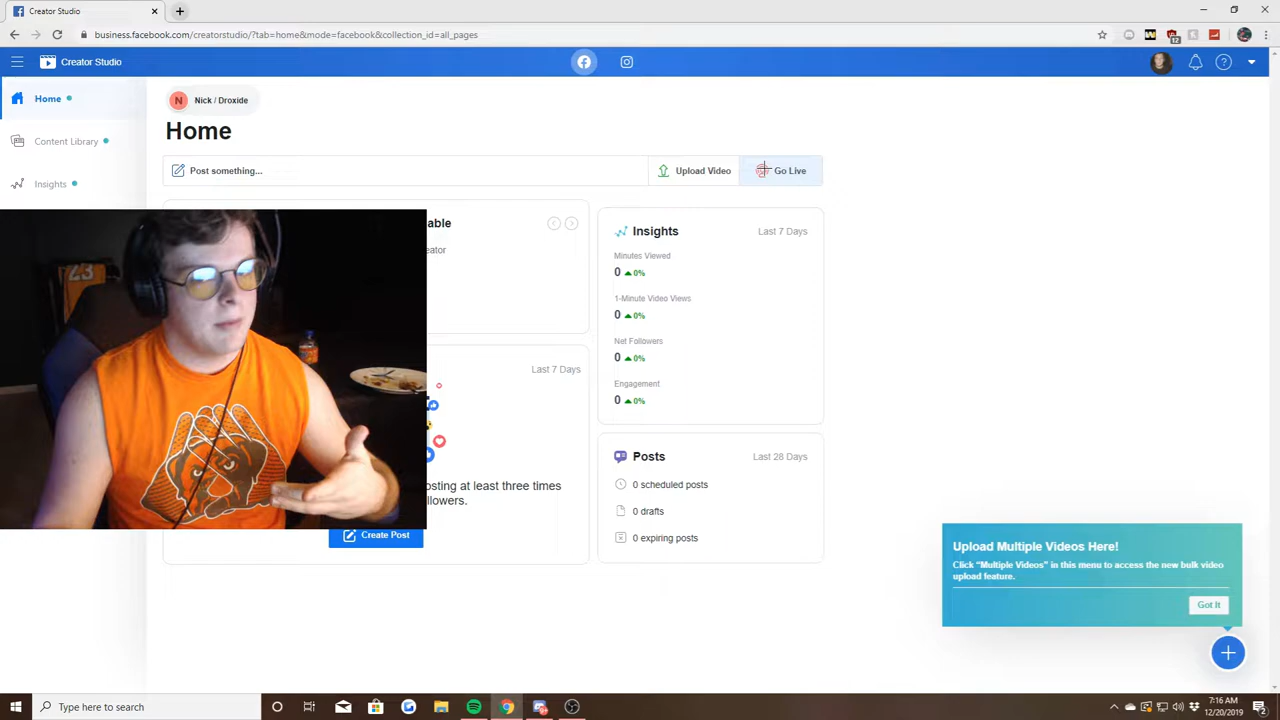 Creator Studio
business.facebook.com/creatorstudio/?tab=home&mode=facebook&collection_id=all_pages
12
Creator Studio
Home
Content Library
Insights
N Nick / Droxide
Home
Post something...
Upload Video
Go Live
able
eator
Insights
Last 7 Days
Minutes Viewed
0 0%
1-Minute Video Views
0 0%
Net Followers
0 0%
Engagement
0 0%
Last 7 Days
osting at least three times
ollowers.
Create Post
Posts
Last 28 Days
0 scheduled posts
0 drafts
0 expiring posts
23
Upload Multiple Videos Here!
Click "Multiple Videos" in this menu to access the new bulk video
upload feature.
Got It
Type here to search
7:16 AM
12/20/2019
2